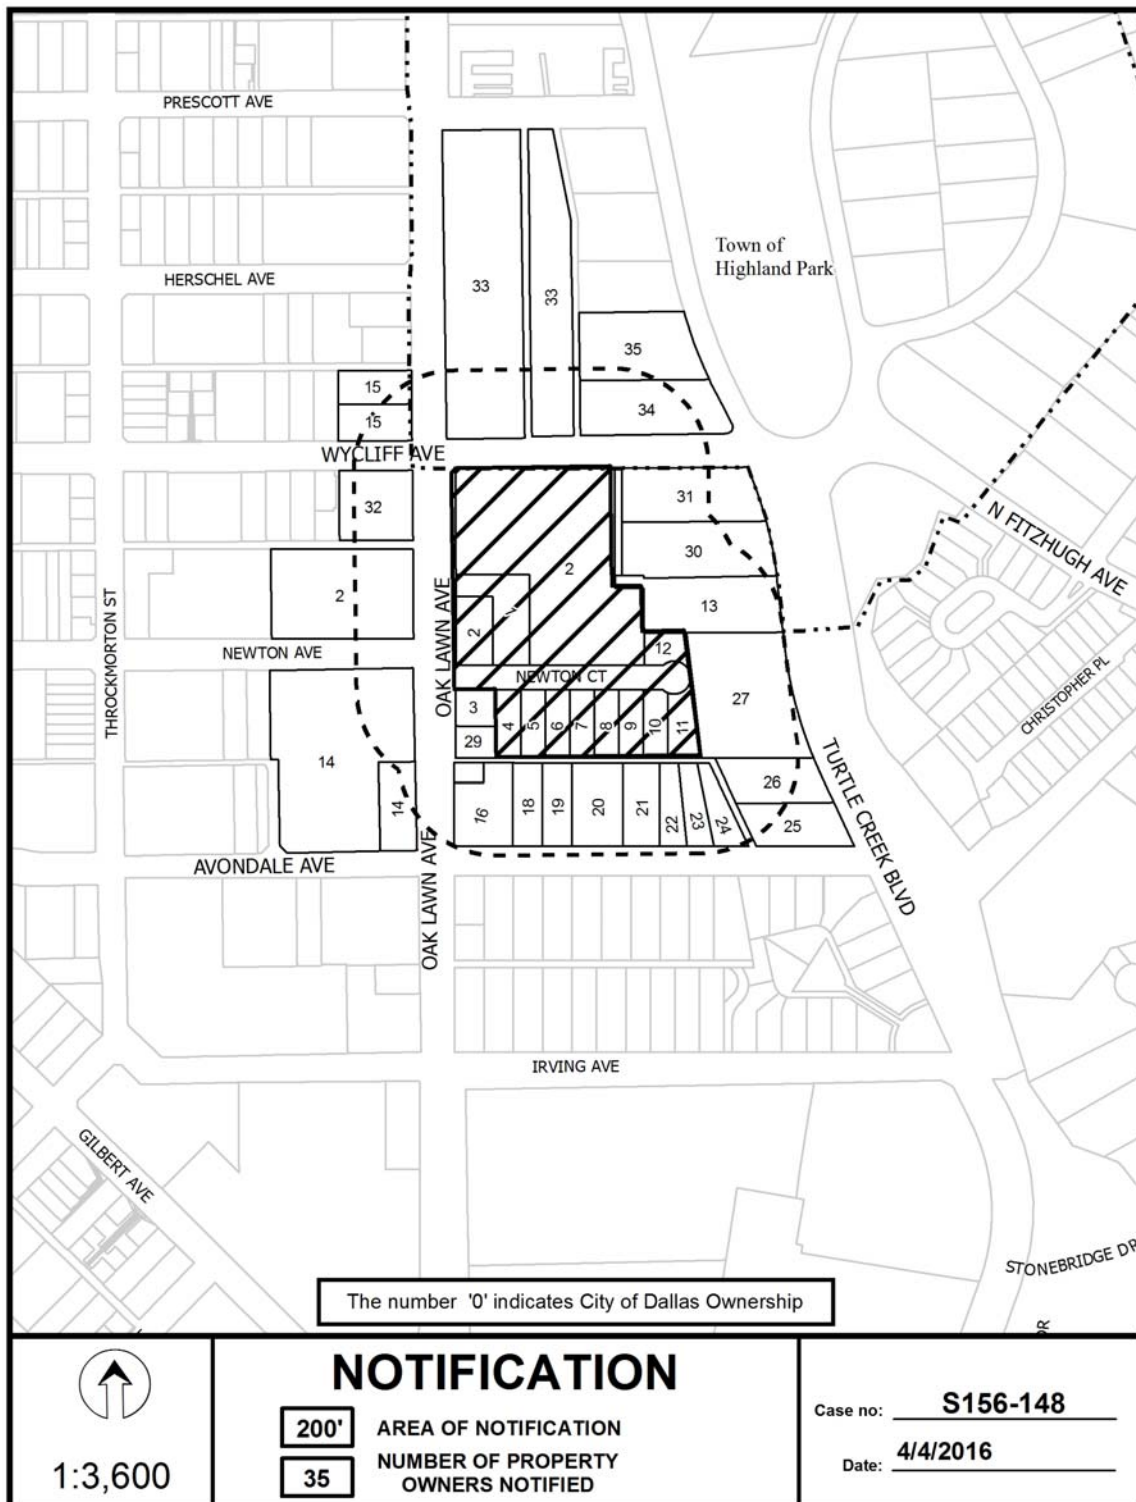 PRESCOTT AVE
Town of
Highland Park
HERSCHEL AVE
33
33
35
15
34
15
WYCLIFF AVE
31
32
N FITZHUGH AVE
30
2
2
13
THROCKMORTON ST
OAK LAWN AVE
2
2
12
NEWTON AVE
NEWTON CT
CHRISTOPHER PL
27
3
4
5
6
7
8
9
10
11
29
14
26
TURTLE CREEK BLVD
14
16
18
19
20
21
22
23
24
25
AVONDALE AVE
OAK LAWN AVE
IRVING AVE
GILBERT AVE
STONEBRIDGE DR
DR
The number '0' indicates City of Dallas Ownership
NOTIFICATION
200' AREA OF NOTIFICATION
35 NUMBER OF PROPERTY
OWNERS NOTIFIED
1:3,600
Case no: S156-148
Date: 4/4/2016